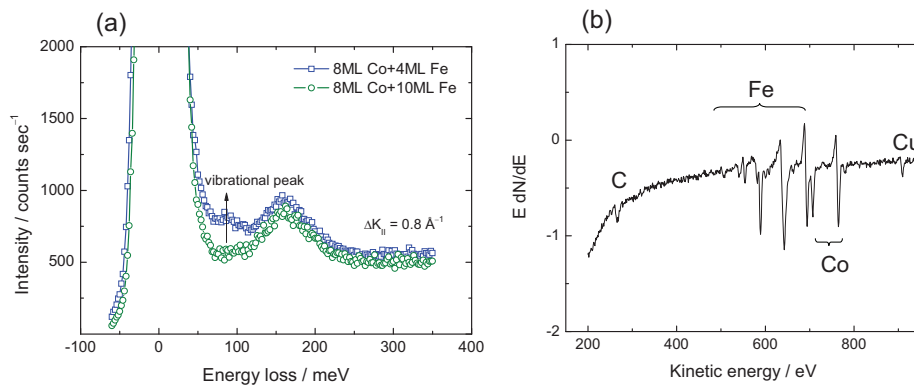 (a)
2000
1500
1000
500
-100
0
100
200
300
400
Intensity / counts sec⁻¹
Energy loss / meV
8ML Co+4ML Fe
8ML Co+10ML Fe
vibrational peak
ΔK_II = 0.8 Å⁻¹
(b)
1
0
-1
-2
200
400
600
800
E dN/dE
Kinetic energy / eV
C
Fe
Co
Cu